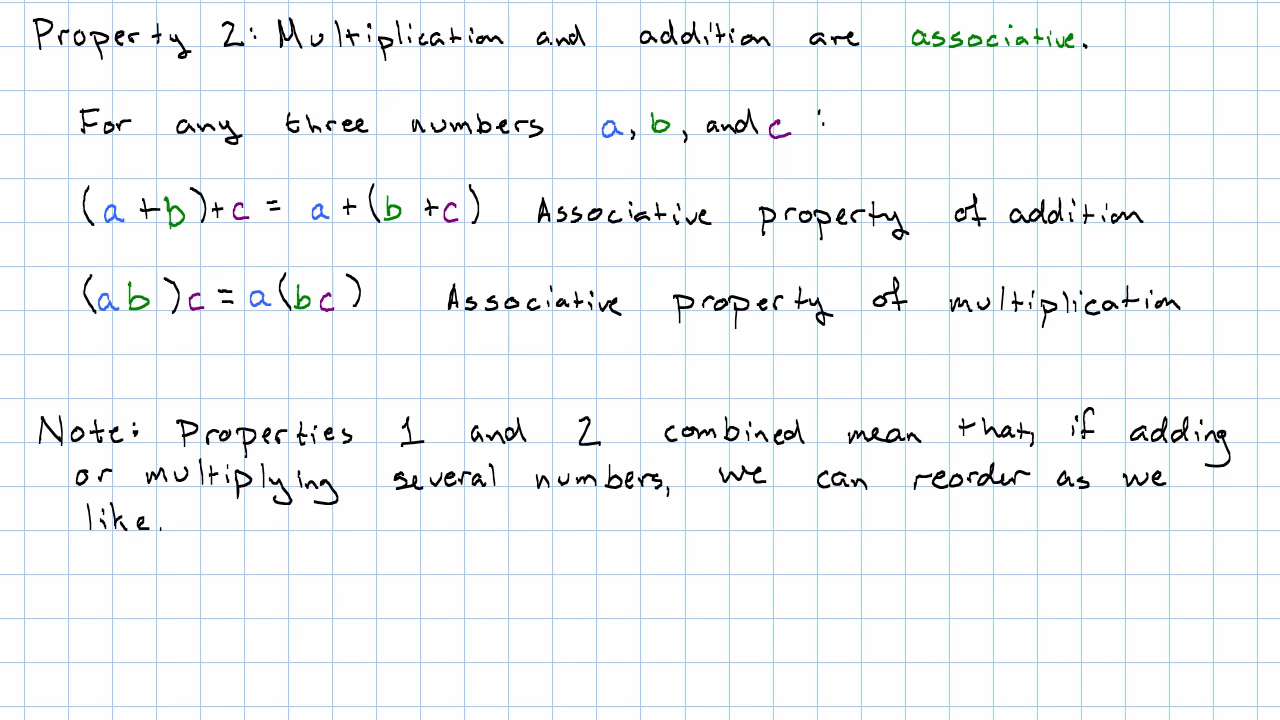 Property 2: Multiplication and addition are associative.
For any three numbers a, b, and c :
(a + b) + c = a + (b + c) Associative property of addition
(ab)c = a(bc) Associative property of multiplication
Note: Properties 1 and 2 combined mean that, if adding
or multiplying several numbers, we can reorder as we
like.